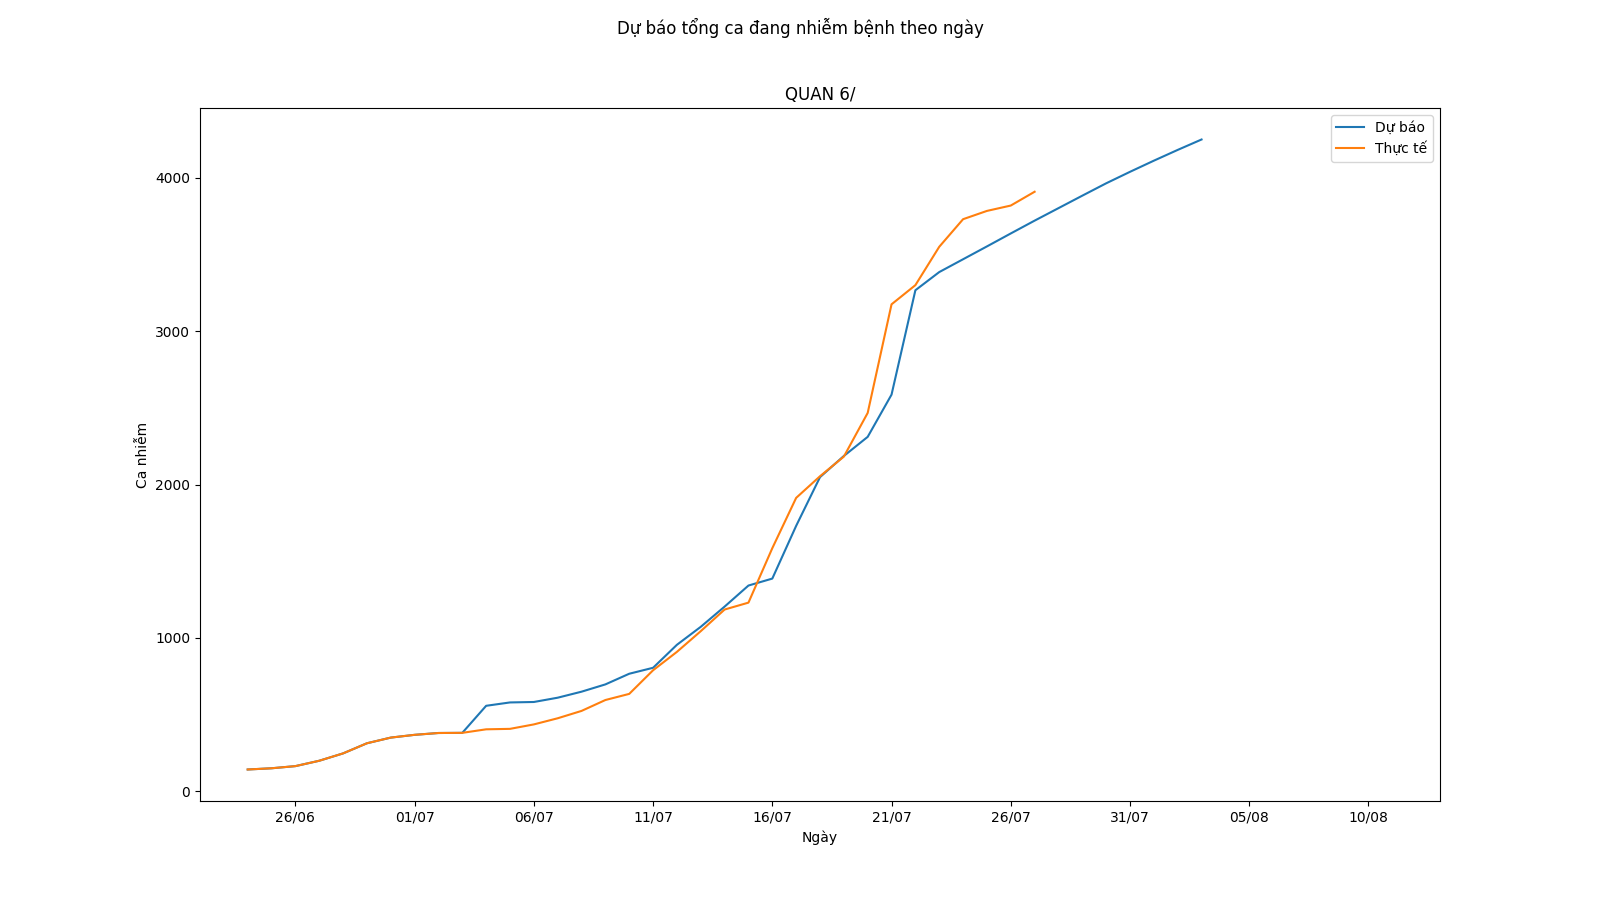 Dự báo tổng ca đang nhiễm bệnh theo ngày
QUAN 6/
Dự báo
Thực tế
4000
3000
2000
1000
0
Ca nhiễm
26/06 01/07 06/07 11/07 16/07 21/07 26/07 31/07 05/08 10/08
Ngày